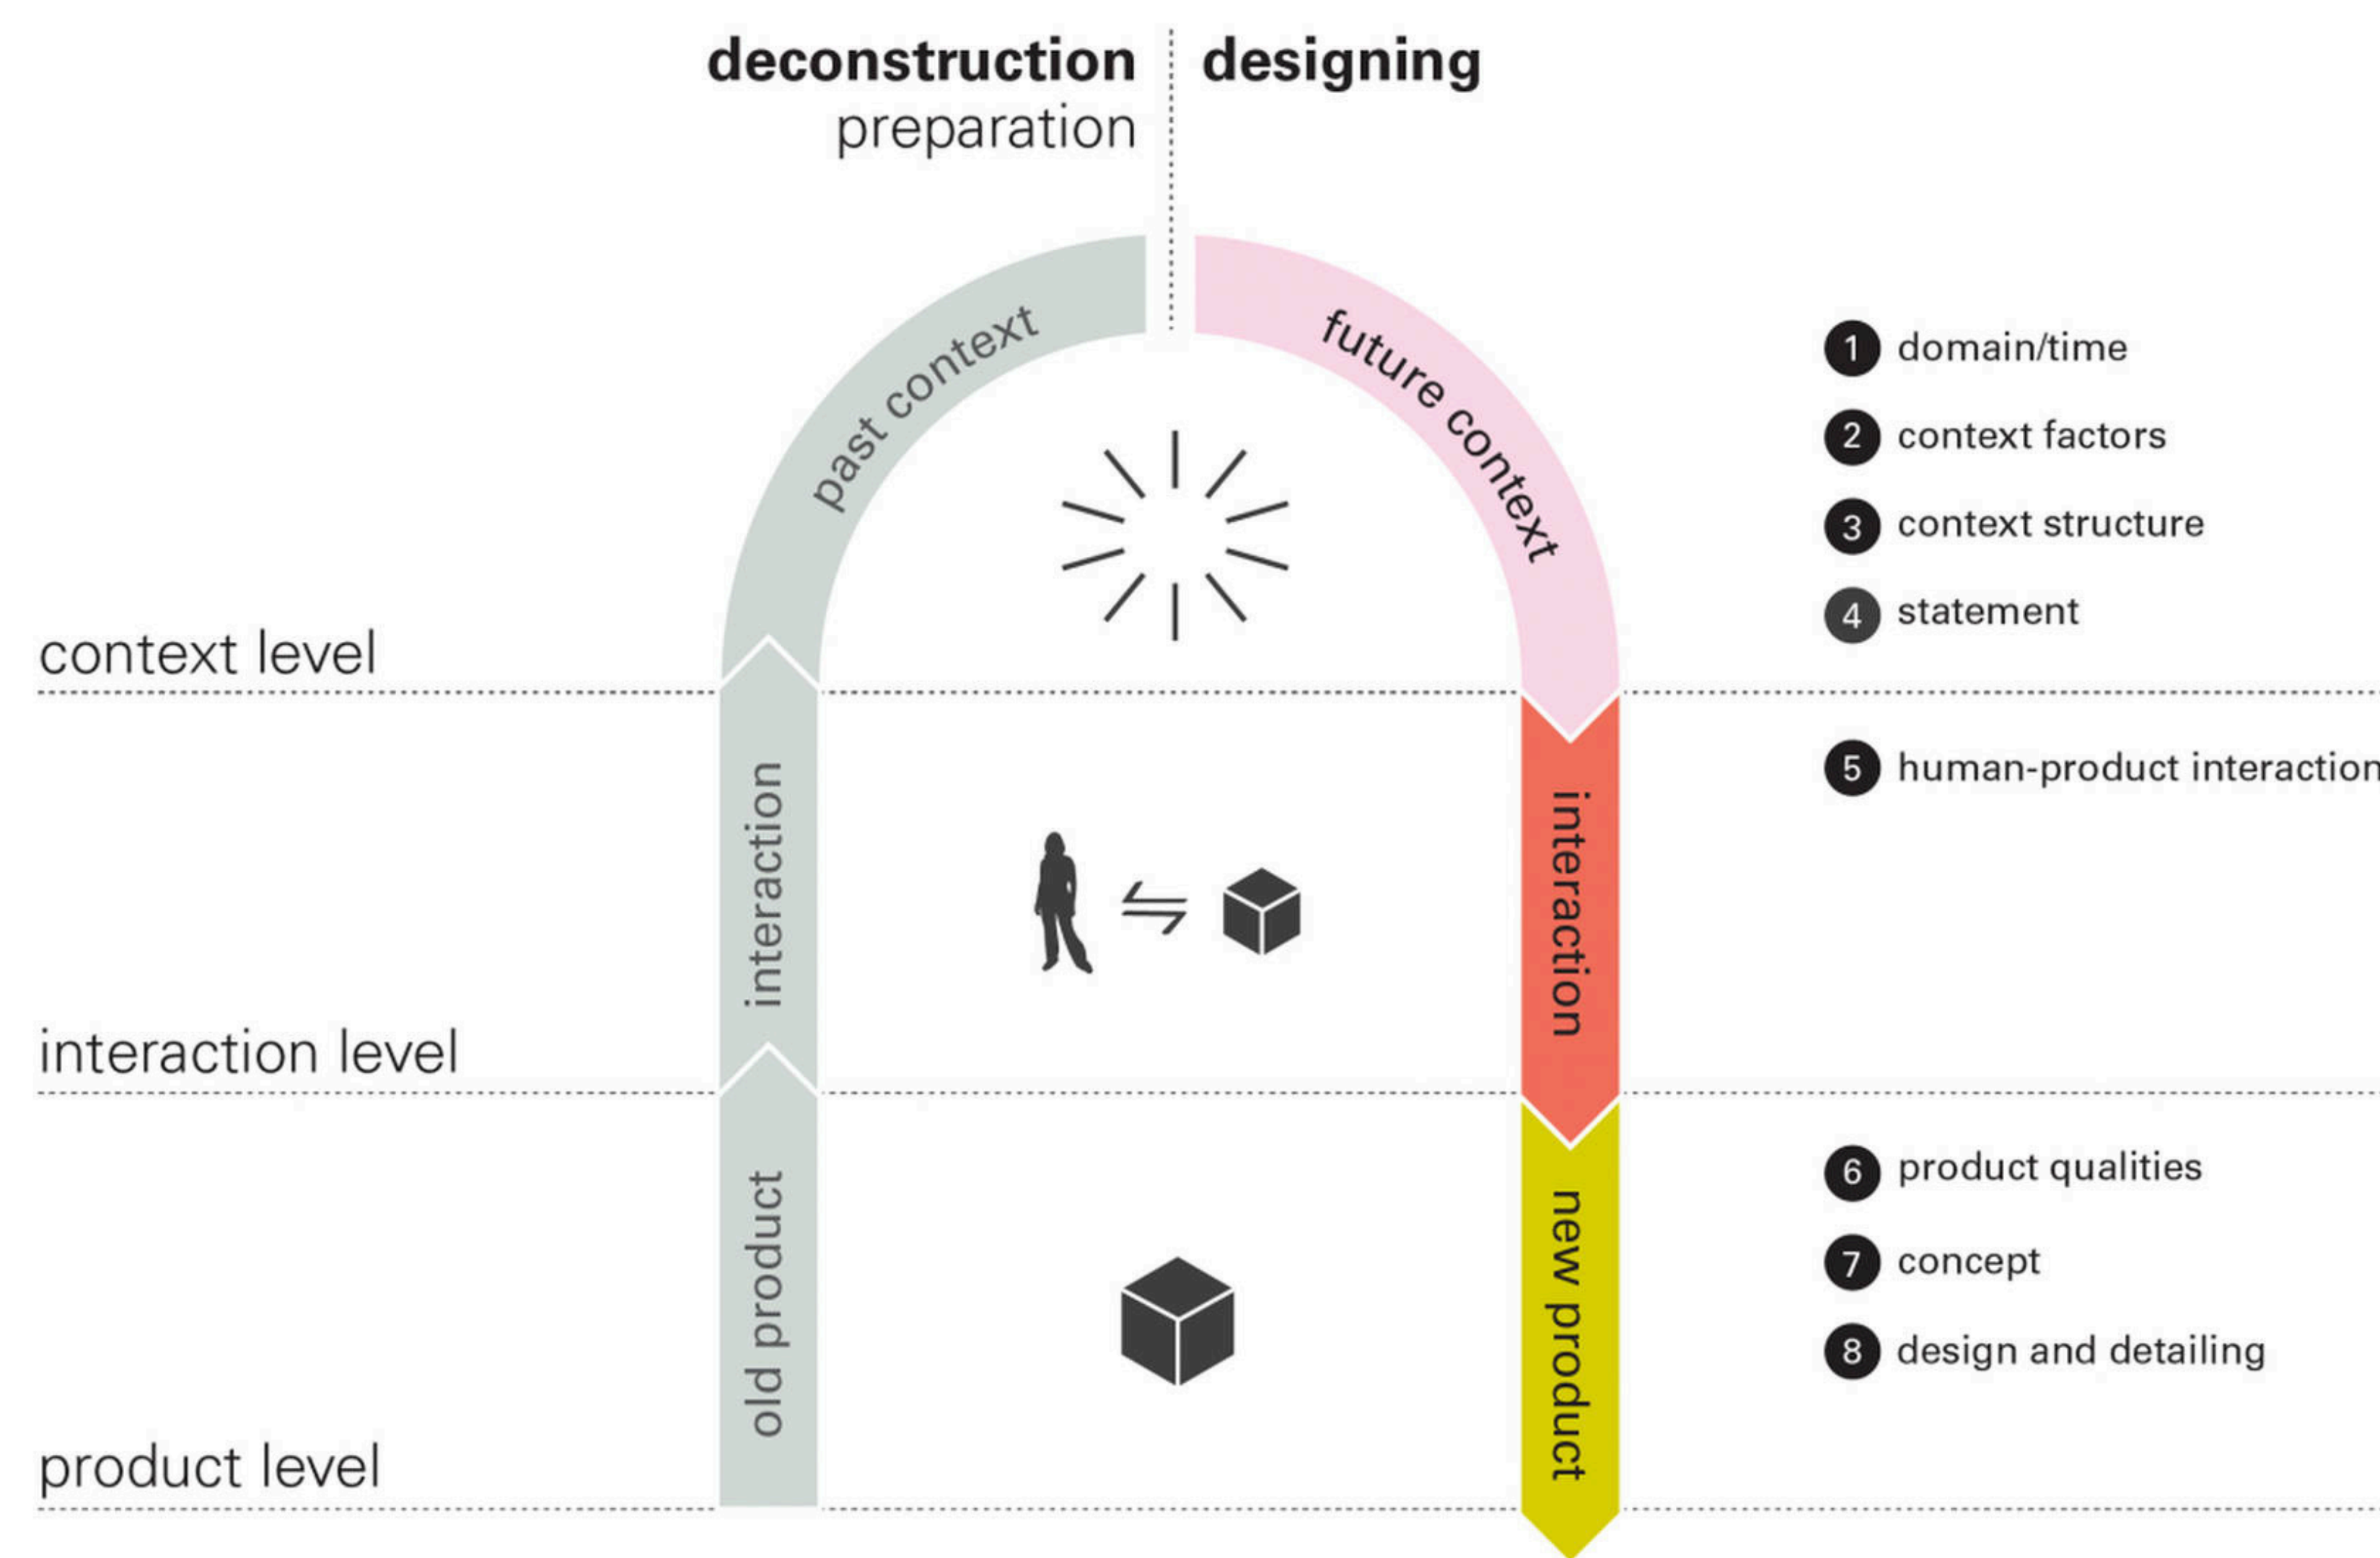 deconstruction
preparation
designing
past context
future context
1 domain/time
2 context factors
3 context structure
4 statement
context level
interaction
interaction
5 human-product interaction
interaction level
old product
new product
6 product qualities
7 concept
8 design and detailing
product level